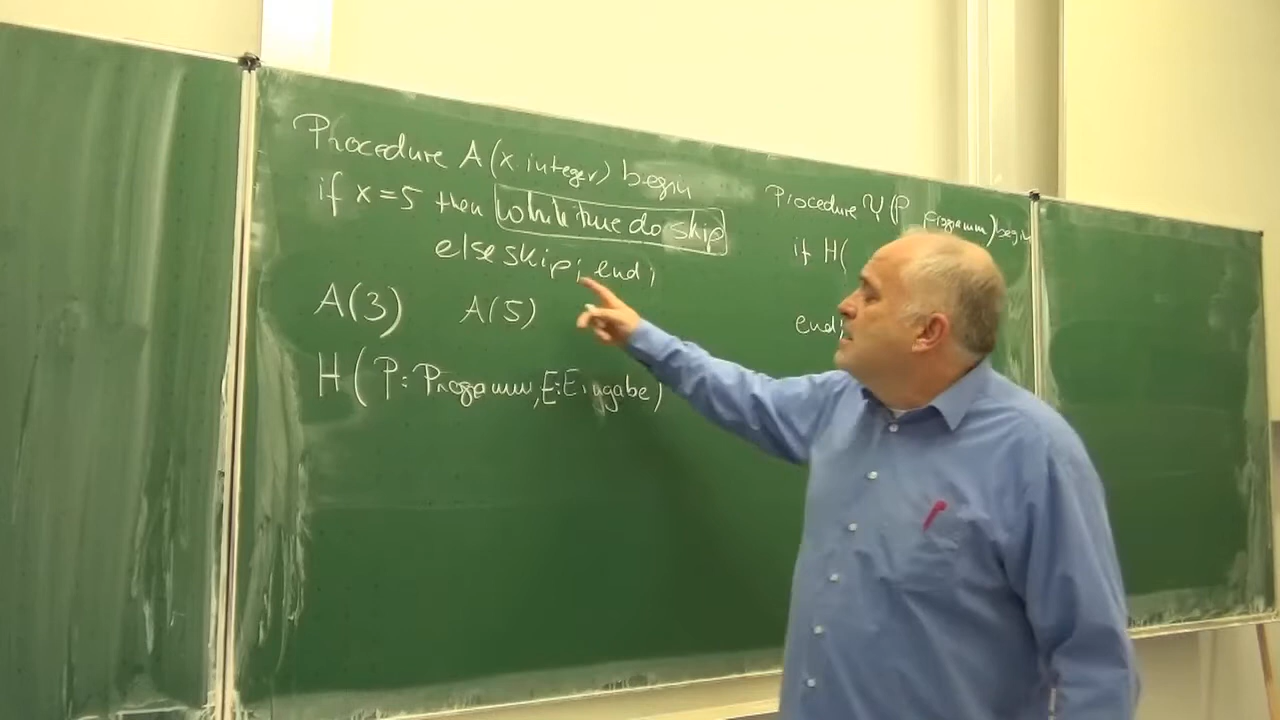 Procedure A(x integer) begin
if x=5 then while true do skip
else skip; end;
A(3) A(5)
H(P: Programm, E: Eingabe)
Procedure Ψ(P Programm) begin
if H(
end;